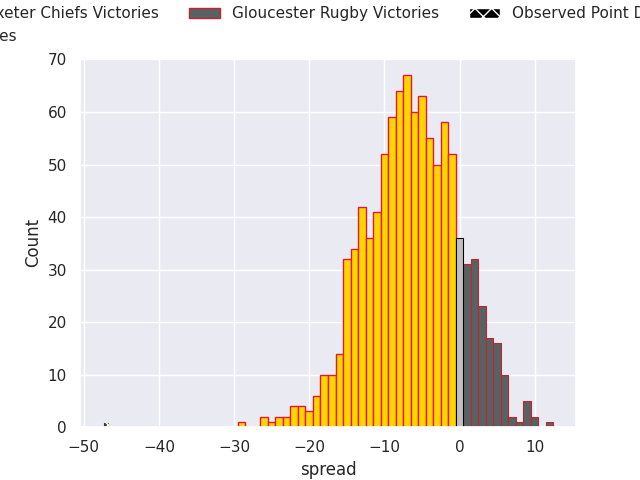 xeter Chiefs Victories Gloucester Rugby Victories Observed Point D
es
70
60
50
40
30
20
10
0
Count
−50 −40 −30 −20 −10 0 10
spread